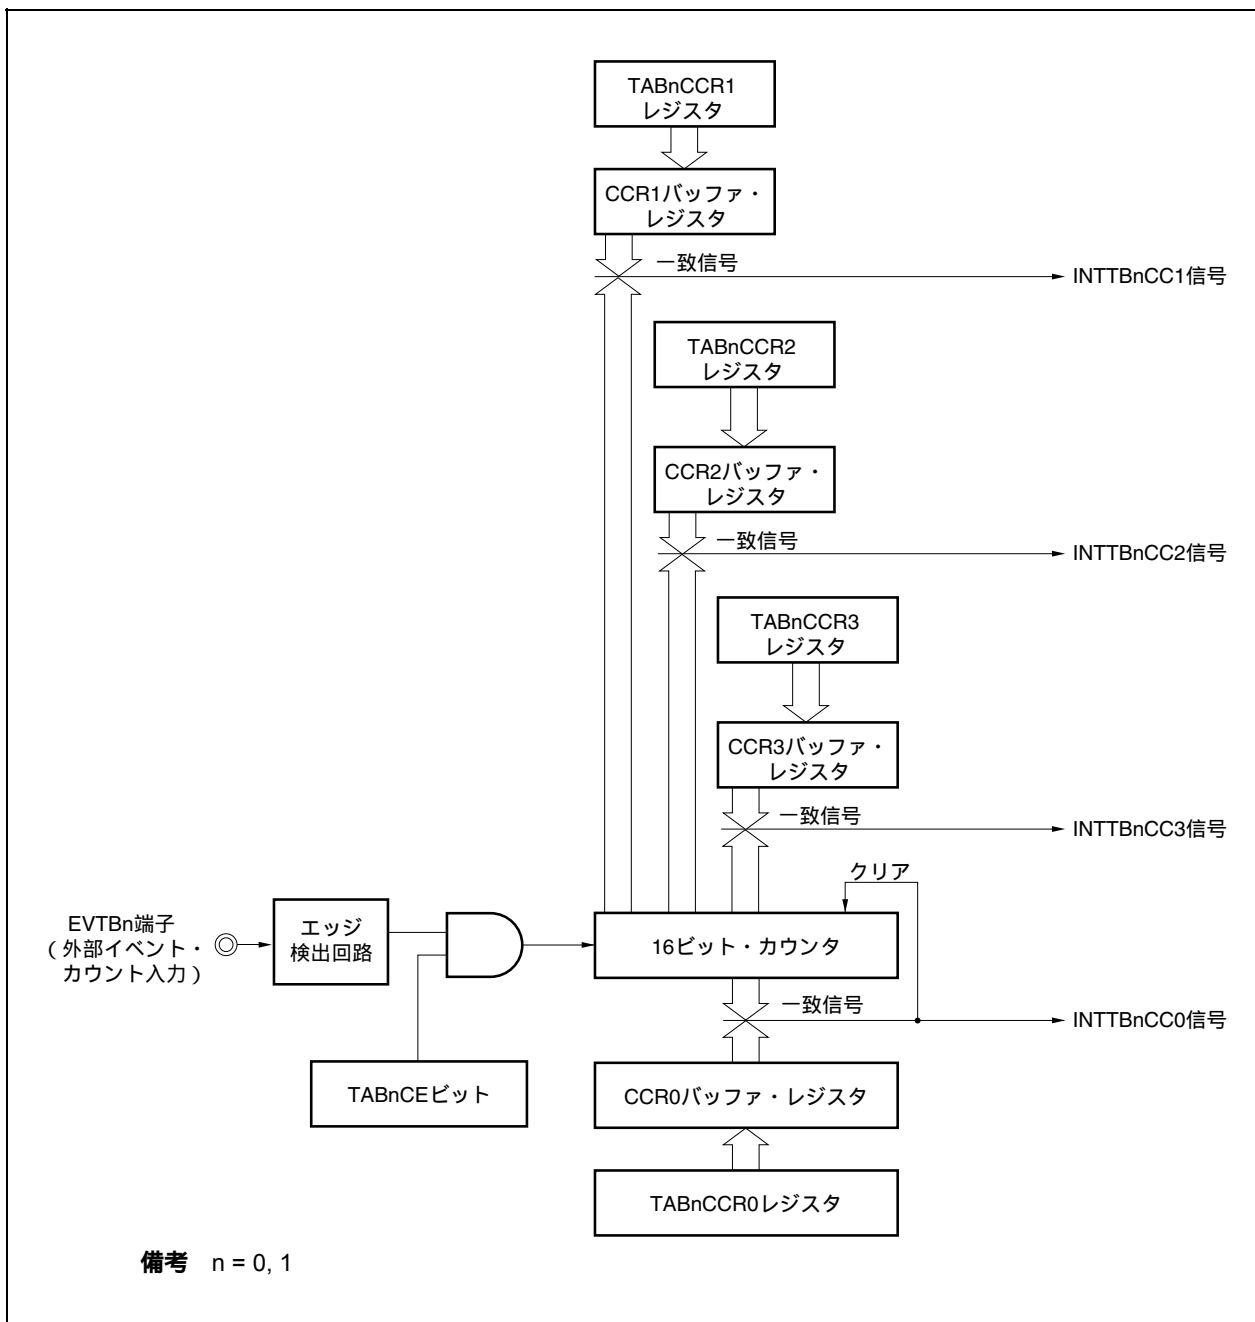 TABnCCR1
レジスタ
CCR1バッファ・
レジスタ
一致信号
INTTBnCC1信号
TABnCCR2
レジスタ
CCR2バッファ・
レジスタ
一致信号
INTTBnCC2信号
TABnCCR3
レジスタ
CCR3バッファ・
レジスタ
一致信号
INTTBnCC3信号
クリア
EVTBn端子
(外部イベント・
カウント入力)
エッジ
検出回路
16ビット・カウンタ
一致信号
INTTBnCC0信号
TABnCEビット
CCR0バッファ・レジスタ
TABnCCR0レジスタ
備考 n = 0, 1